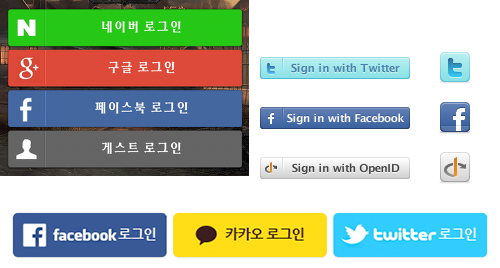 N 네이버 로그인
g+ 구글 로그인
f 페이스북 로그인
게스트 로그인
t Sign in with Twitter
t
f Sign in with Facebook
f
Sign in with OpenID
f facebook 로그인
카카오 로그인
twitter 로그인